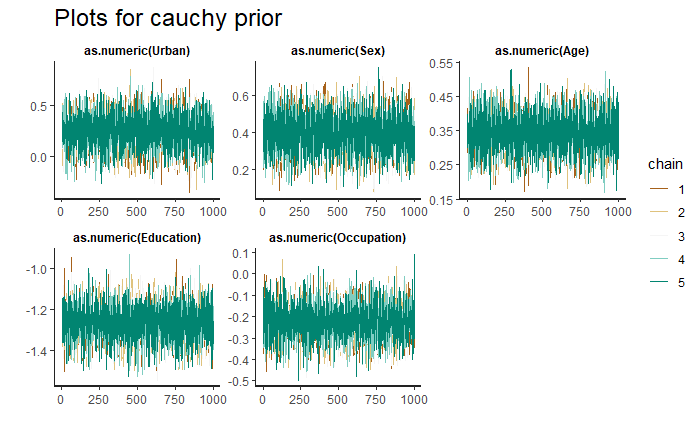 Plots for cauchy prior
as.numeric(Urban)
as.numeric(Sex)
as.numeric(Age)
0.5
0.0
0.6
0.4
0.2
0.55
0.45
0.35
0.25
0.15
0 250 500 750 1000
0 250 500 750 1000
0 250 500 750 1000
as.numeric(Education)
as.numeric(Occupation)
-1.0
-1.2
-1.4
0.1
0.0
-0.1
-0.2
-0.3
-0.4
-0.5
0 250 500 750 1000
0 250 500 750 1000
chain
1
2
3
4
5